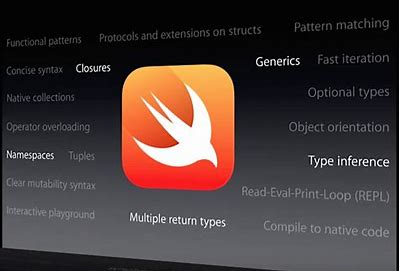 Pattern matching
Protocols and extensions on structs
Functional patterns
Concise syntax Closures
Generics Fast iteration
Native collections
Optional types
Operator overloading
Object orientation
Namespaces Tuples
Type inference
Clear mutability syntax
Read-Eval-Print-Loop (REPL)
Interactive playground
Multiple return types
Compile to native code